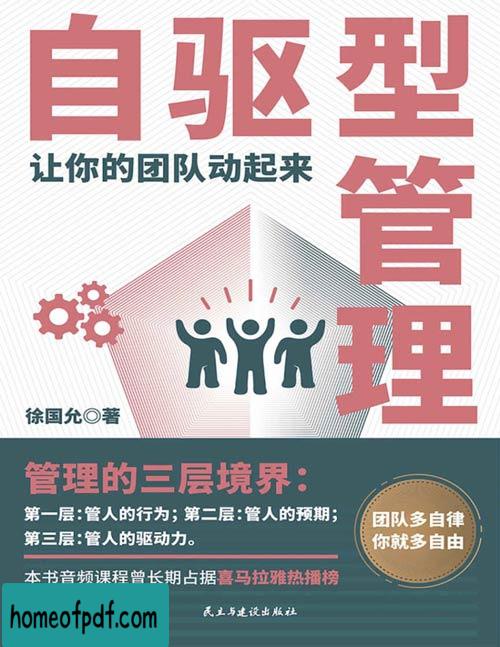 自驱型管理
让你的团队动起来
徐国允◎著
管理的三层境界：
第一层：管人的行为；第二层：管人的预期；
第三层：管人的驱动力。
团队多自律
你就多自由
本书音频课程曾长期占据喜马拉雅热播榜
民主与建设出版社
homeofpdf.com